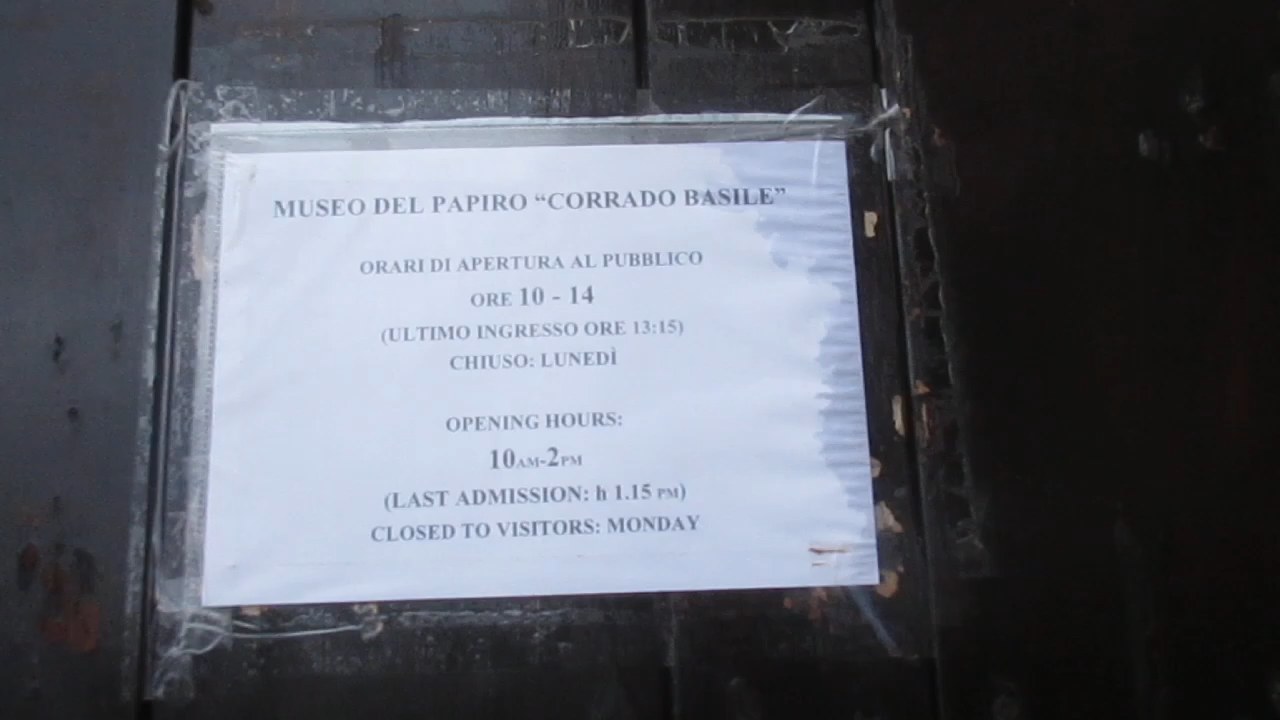 MUSEO DEL PAPIRO “CORRADO BASILE”
ORARI DI APERTURA AL PUBBLICO
ORE 10 - 14
(ULTIMO INGRESSO ORE 13:15)
CHIUSO: LUNEDÌ
OPENING HOURS:
10AM-2PM
(LAST ADMISSION: h 1.15 PM)
CLOSED TO VISITORS: MONDAY